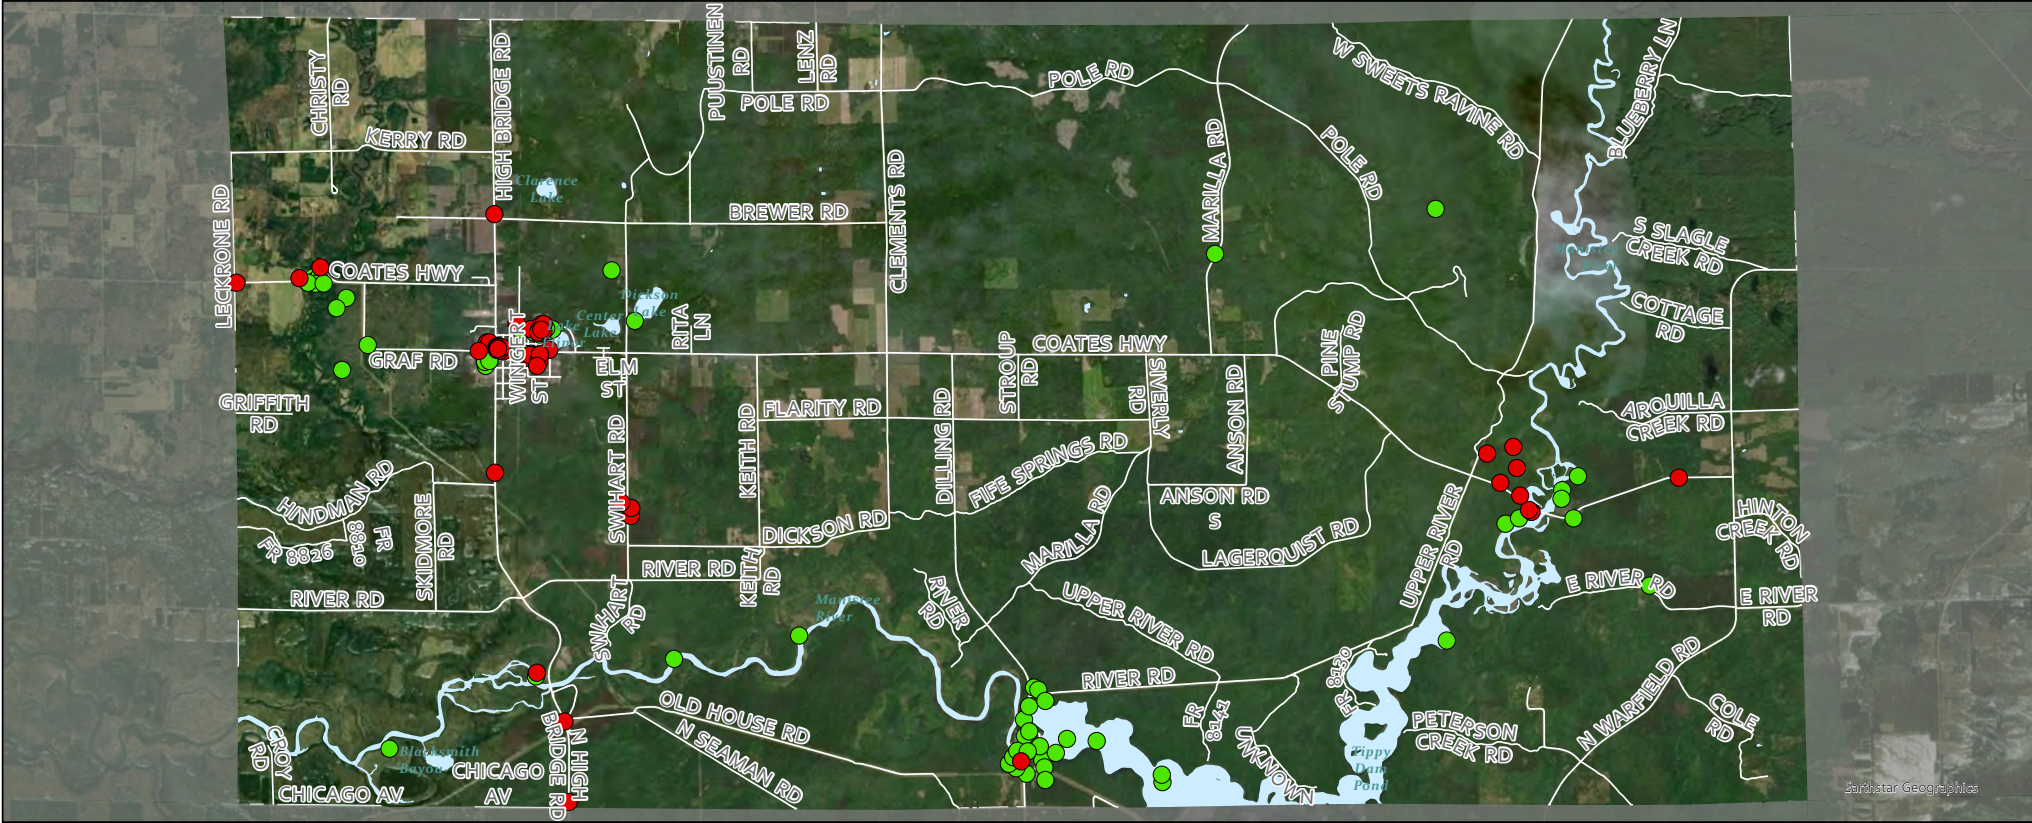 CHRISTY
RD
HIGH BRIDGE RD
PUUSTINEN
RD
LENZ
RD
POLE RD
POLE RD
W SWEETS RAVINE RD
BLUEBERRY LN
KERRY RD
MARILLA RD
POLE RD
Clarence
Lake
CLEMENTS RD
LECKRONE RD
BREWER RD
S SLAGLE
CREEK RD
COATES HWY
Dickson
Lake
Center
Lake
Lake
RITA
LN
COTTAGE
RD
WINGERT
ST
GRAF RD
ELM
ST
STROUP
RD
COATES HWY
PINE
STUMP RD
SIVERLY
RD
ANSON RD
GRIFFITH
RD
FLARITY RD
DILLING RD
KEITH RD
SWIHART RD
ARQUILLA
CREEK RD
FIFE SPRINGS RD
HINDMAN RD
ANSON RD
S
FR 8826
FR
8810
SKIDMORE
RD
DICKSON RD
MARILLA RD
LAGERQUIST RD
UPPER RIVER
RD
HINTON
CREEK RD
RIVER RD
KEITH
RD
RIVER RD
SWIHART
RD
Manistee
River
RIVER
RD
UPPER RIVER RD
E RIVER RD
E RIVER
RD
FR
8130
RIVER RD
N WARFIELD RD
OLD HOUSE RD
N SEAMAN RD
FR
8141
UNKNOWN
PETERSON
CREEK RD
COLE
RD
CROY
RD
Blacksmith
Bayou
CHICAGO
AV
CHICAGO AV
N HIGH
BRIDGE RD
Tippy
Dam
Pond
Earthstar Geographics